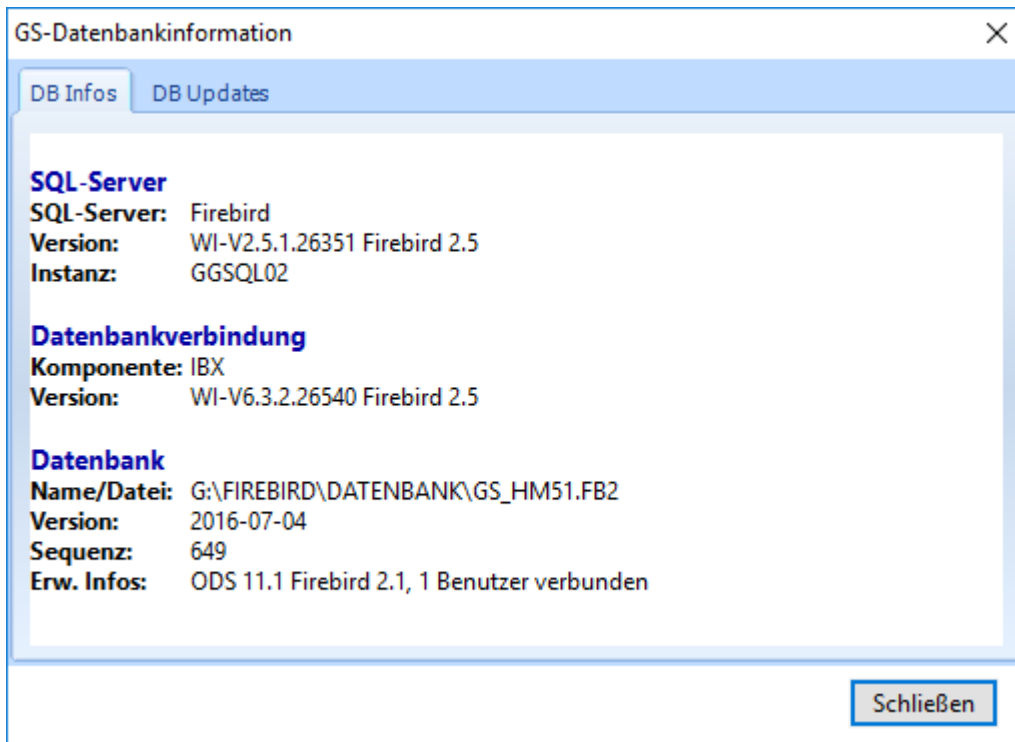 GS-Datenbankinformation
DB Infos DB Updates
SQL-Server
SQL-Server: Firebird
Version: WI-V2.5.1.26351 Firebird 2.5
Instanz: GGSQL02
Datenbankverbindung
Komponente: IBX
Version: WI-V6.3.2.26540 Firebird 2.5
Datenbank
Name/Datei: G:\FIREBIRD\DATENBANK\GS_HM51.FB2
Version: 2016-07-04
Sequenz: 649
Erw. Infos: ODS 11.1 Firebird 2.1, 1 Benutzer verbunden
Schließen